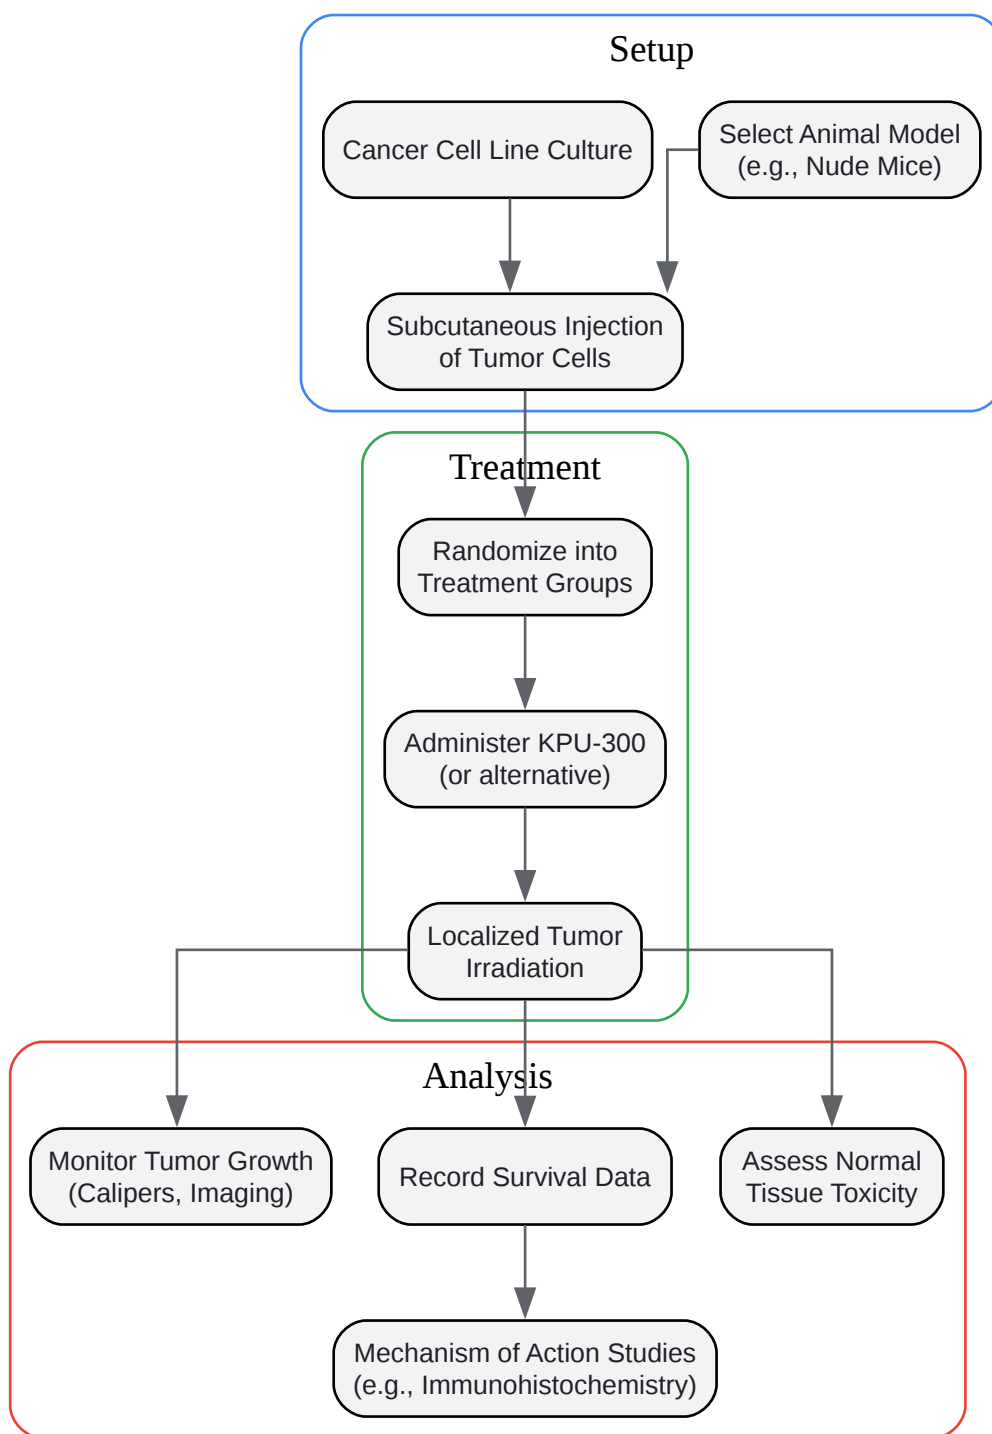 Setup
Cancer Cell Line Culture
Select Animal Model
(e.g., Nude Mice)
Subcutaneous Injection
of Tumor Cells
Treatment
Randomize into
Treatment Groups
Administer KPU-300
(or alternative)
Localized Tumor
Irradiation
Analysis
Monitor Tumor Growth
(Calipers, Imaging)
Record Survival Data
Assess Normal
Tissue Toxicity
Mechanism of Action Studies
(e.g., Immunohistochemistry)